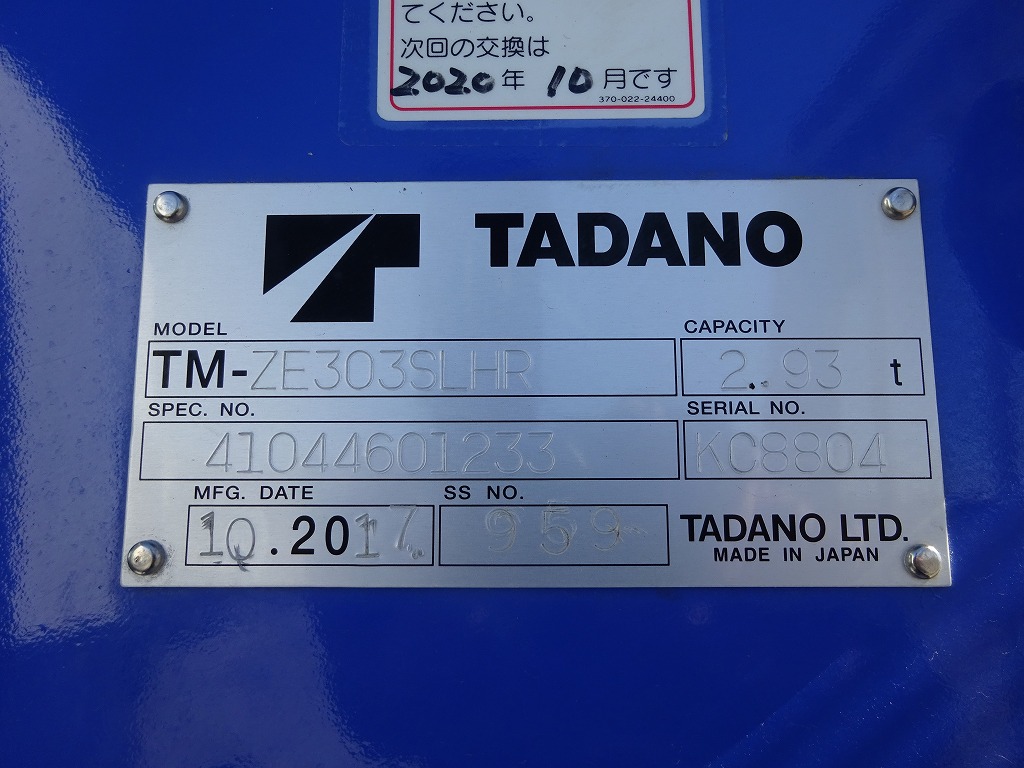 てください。
次回の交換は
2020年 10月です
370-022-24400
TADANO
MODEL
CAPACITY
TM-ZE303SLHR
2.93 t
SPEC. NO.
SERIAL NO.
41044601233
KC8804
MFG. DATE
SS NO.
10.2017
959
TADANO LTD.
MADE IN JAPAN